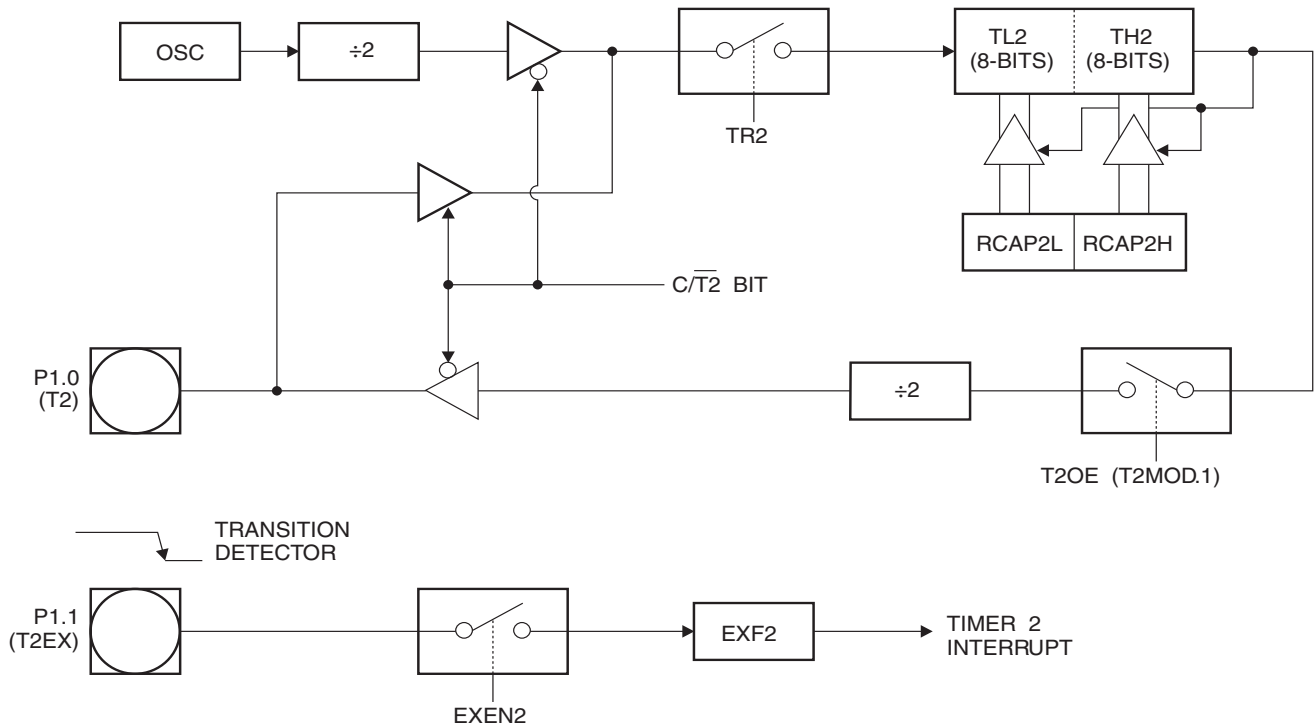 OSC
÷2
TR2
TL2
(8-BITS)
TH2
(8-BITS)
RCAP2L
RCAP2H
C/T2 BIT
P1.0
(T2)
÷2
T2OE (T2MOD.1)
TRANSITION
DETECTOR
P1.1
(T2EX)
EXEN2
EXF2
TIMER 2
INTERRUPT